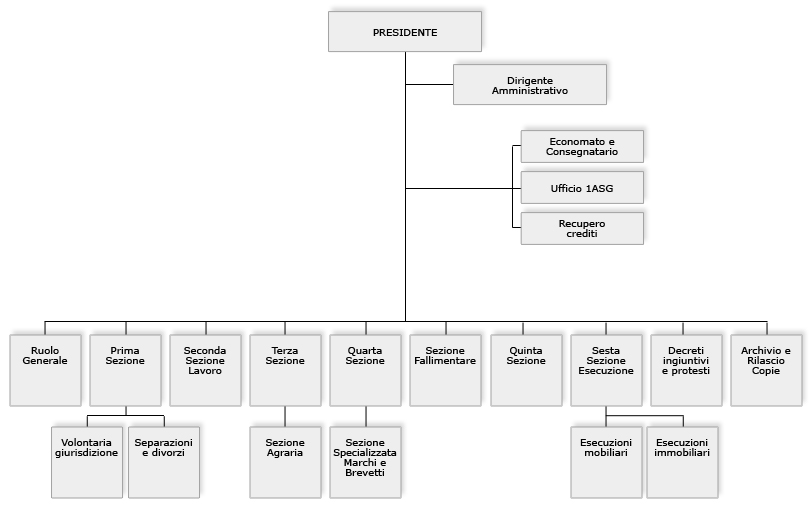 PRESIDENTE
Dirigente
Amministrativo
Economato e
Consegnatario
Ufficio 1ASG
Recupero
crediti
Ruolo
Generale
Prima
Sezione
Seconda
Sezione
Lavoro
Terza
Sezione
Quarta
Sezione
Sezione
Fallimentare
Quinta
Sezione
Sesta
Sezione
Esecuzione
Decreti
ingiuntivi
e protesti
Archivio e
Rilascio
Copie
Volontaria
giurisdizione
Separazioni
e divorzi
Sezione
Agraria
Sezione
Specializzata
Marchi e
Brevetti
Esecuzioni
mobiliari
Esecuzioni
immobiliari